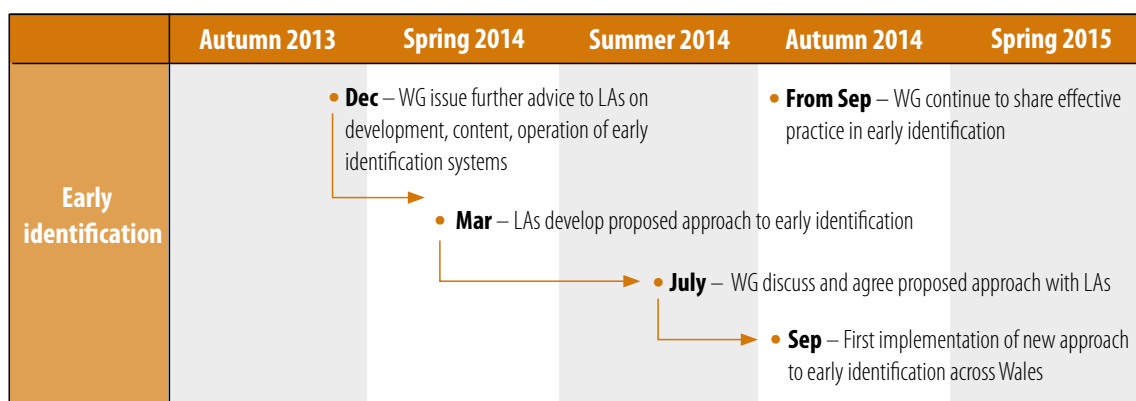 Autumn 2013 Spring 2014 Summer 2014 Autumn 2014 Spring 2015
Early
identification
• Dec – WG issue further advice to LAs on
development, content, operation of early
identification systems
• From Sep – WG continue to share effective
practice in early identification
• Mar – LAs develop proposed approach to early identification
• July – WG discuss and agree proposed approach with LAs
• Sep – First implementation of new approach
to early identification across Wales